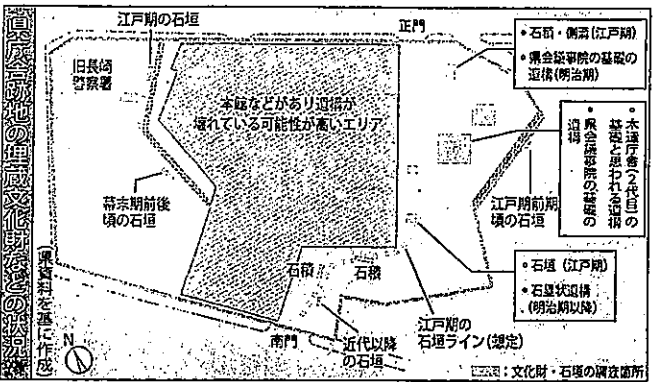 県庁跡地の埋蔵文化財などの状況
(県資料を基に作成)
江戸期の石垣
正門
旧長崎
警察署
本館などがあり遺構が
壊れている可能性が高いエリア
幕末期前後
頃の石垣
・石積・側溝(江戸期)
・県会議事院の基礎の
遺構(明治期)
・木造庁舎(2代目)の
基礎と思われる遺構
・県会議事院の基礎の
遺構
江戸期前期
頃の石垣
・石垣(江戸期)
・石塁状遺構
(明治期以降)
石積
石積
江戸期の
石垣ライン(想定)
近代以降
の石垣
南門
N
:文化財・石垣の調査箇所